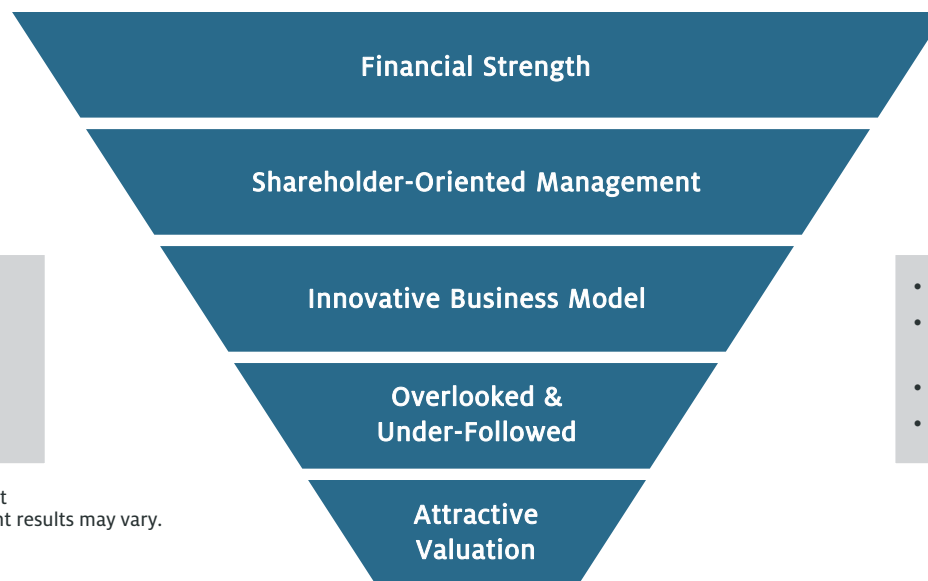 Financial Strength
Shareholder-Oriented Management
Innovative Business Model
Overlooked &
Under-Followed
t
nt results may vary.
Attractive
Valuation